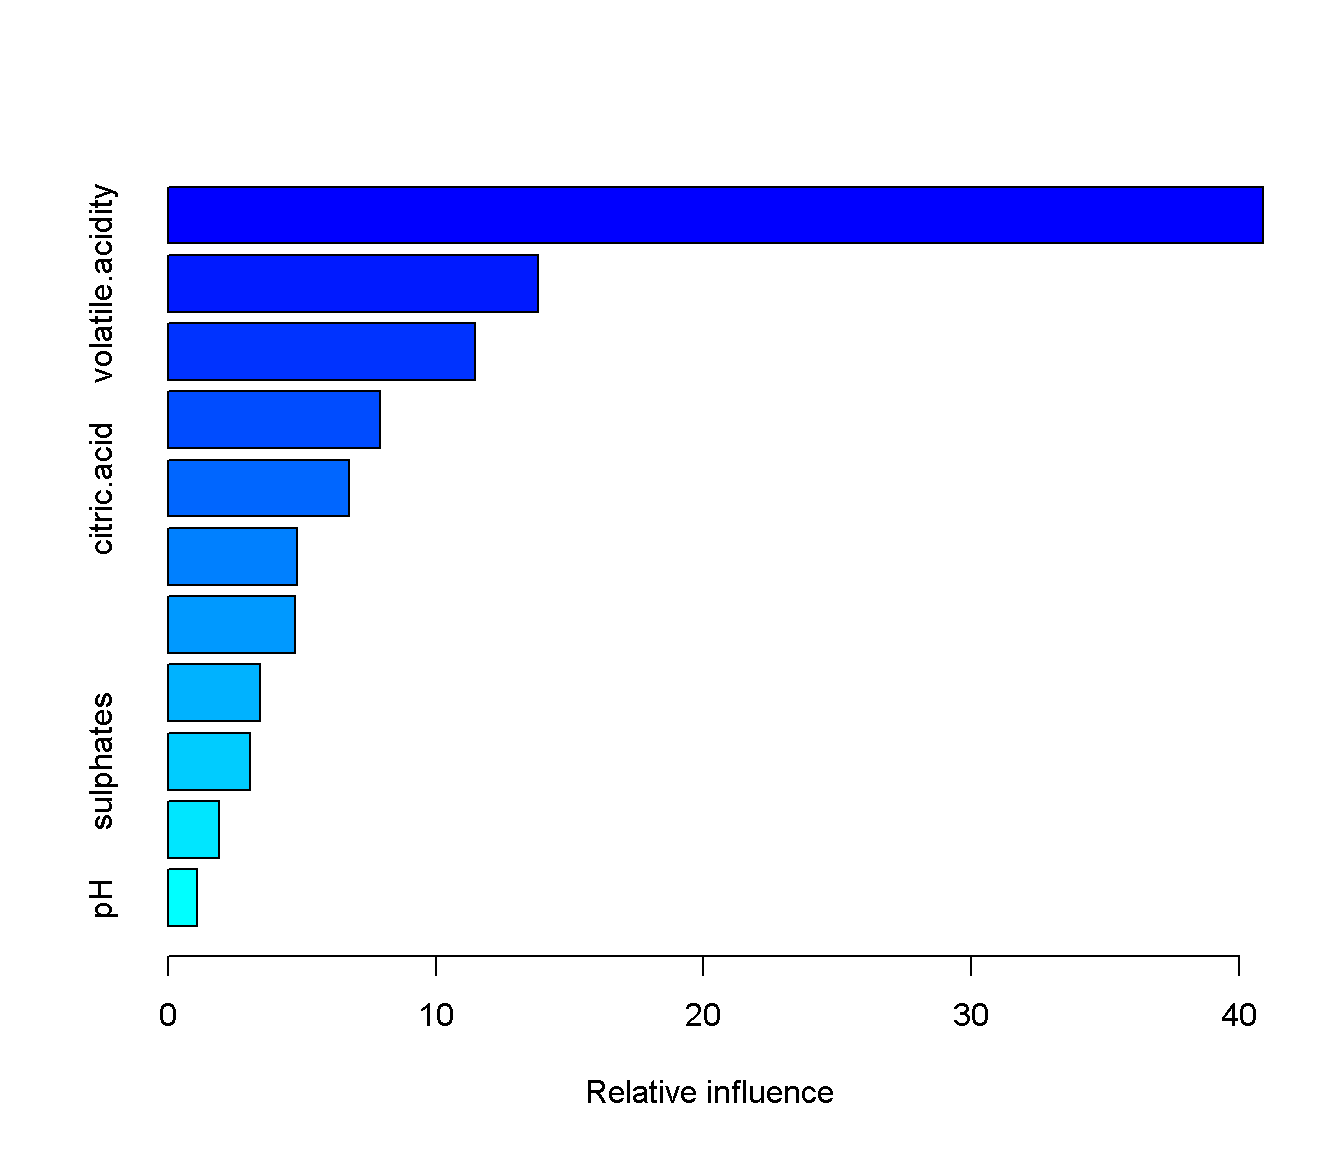 volatile.acidity
citric.acid
sulphates
pH
0 10 20 30 40
Relative influence